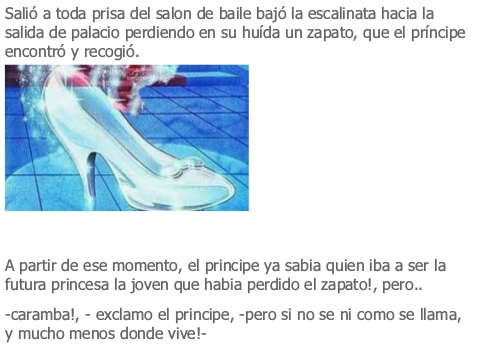 Salió a toda prisa del salon de baile bajó la escalinata hacia la
salida de palacio perdiendo en su huída un zapato, que el príncipe
encontró y recogió.
A partir de ese momento, el principe ya sabia quien iba a ser la
futura princesa la joven que habia perdido el zapato!, pero..
-caramba!, - exclamo el principe, -pero si no se ni como se llama,
y mucho menos donde vive!-